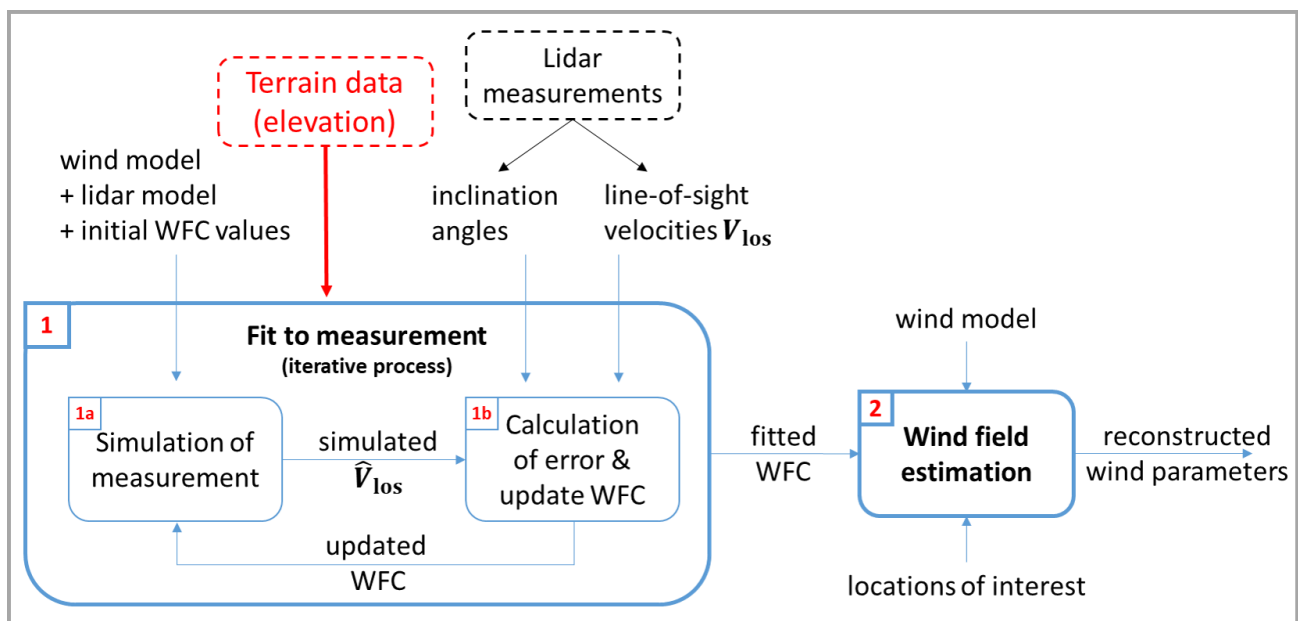 Terrain data
(elevation)
Lidar
measurements
wind model
+ lidar model
+ initial WFC values
inclination
angles
line-of-sight
velocities V_los
1
Fit to measurement
(iterative process)
1a
Simulation of
measurement
simulated
V̂_los
1b
Calculation
of error &
update WFC
updated
WFC
fitted
WFC
wind model
2
Wind field
estimation
locations of interest
reconstructed
wind parameters